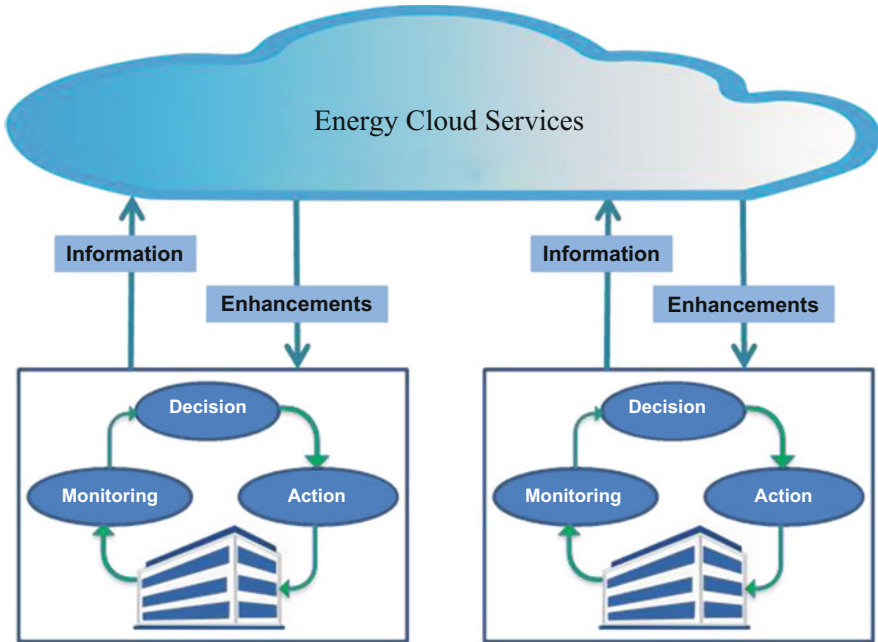 Energy Cloud Services
Information
Information
Enhancements
Enhancements
Decision
Decision
Monitoring
Action
Monitoring
Action